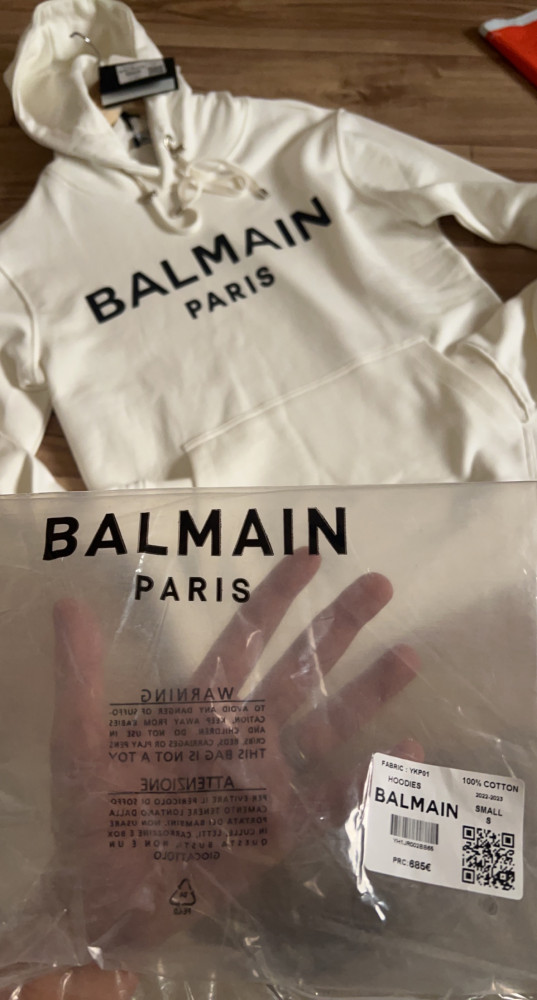 BALMAIN
PARIS
BALMAIN
PARIS
WARNING
TO AVOID ANY DANGER OF SUFFO-
CATION, KEEP AWAY FROM BABIES
AND CHILDREN. DO NOT USE IN
CRIBS, BEDS, CARRIAGES OR PLAY PENS
THIS BAG IS NOT A TOY
ATTENZIONE
PER EVITARE IL PERICOLO DI SOFFO-
CAMENTO TENERE LONTANO DALLA
PORTATA DI BAMBINI, NON USARE
IN CULLE, LETTI, CARROZZINE E BOX
QUESTA BUSTA NON E UN
GIOCATTOLO
FABRIC : YKP01
HOODIES
100% COTTON
2022-2023
BALMAIN
SMALL
S
PRC: 685€